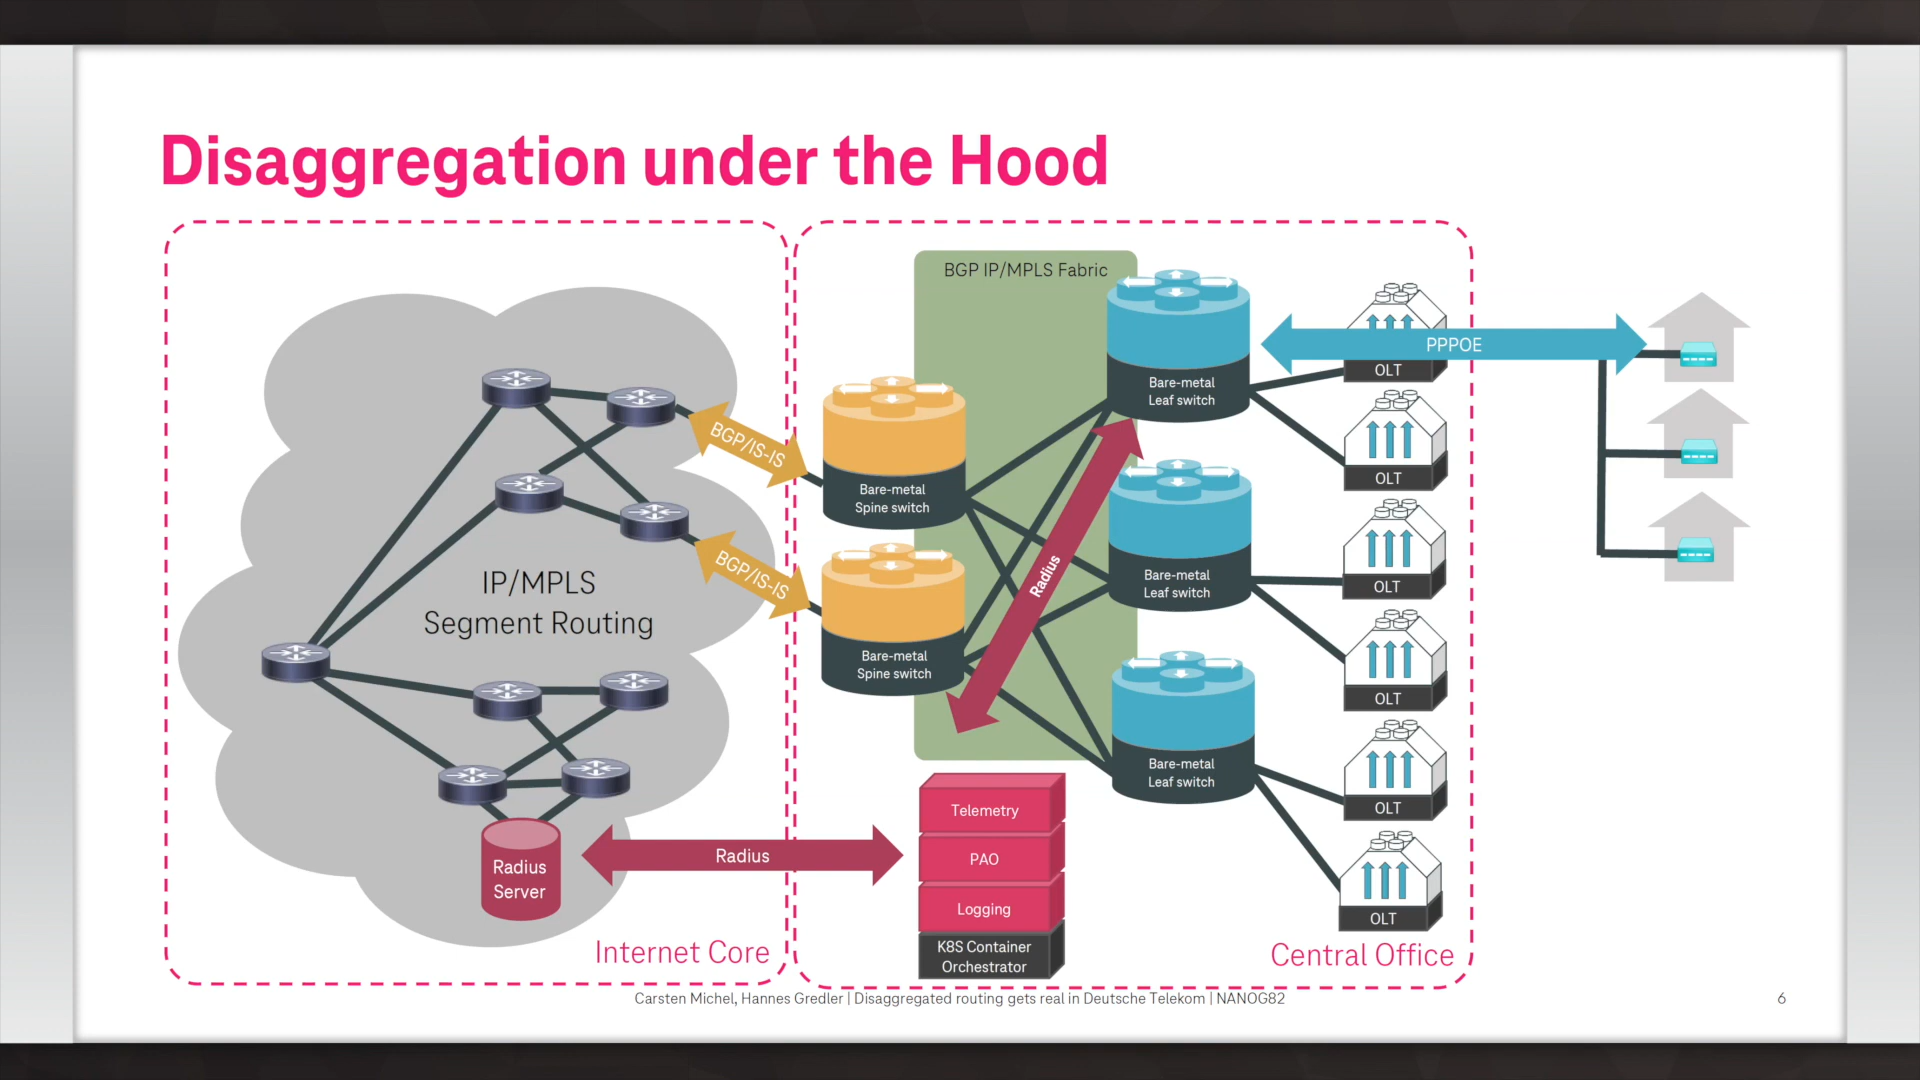 Disaggregation under the Hood
BGP IP/MPLS Fabric
PPPOE
OLT
Bare-metal
Leaf switch
BGP/IS-IS
OLT
Bare-metal
Spine switch
BGP/IS-IS
IP/MPLS
Segment Routing
Radius
Bare-metal
Leaf switch
OLT
Bare-metal
Spine switch
OLT
Bare-metal
Leaf switch
OLT
Telemetry
Radius
PAO
Radius
Server
Logging
OLT
K8S Container
Orchestrator
Internet Core
Central Office
Carsten Michel, Hannes Gredler | Disaggregated routing gets real in Deutsche Telekom | NANOG82
6